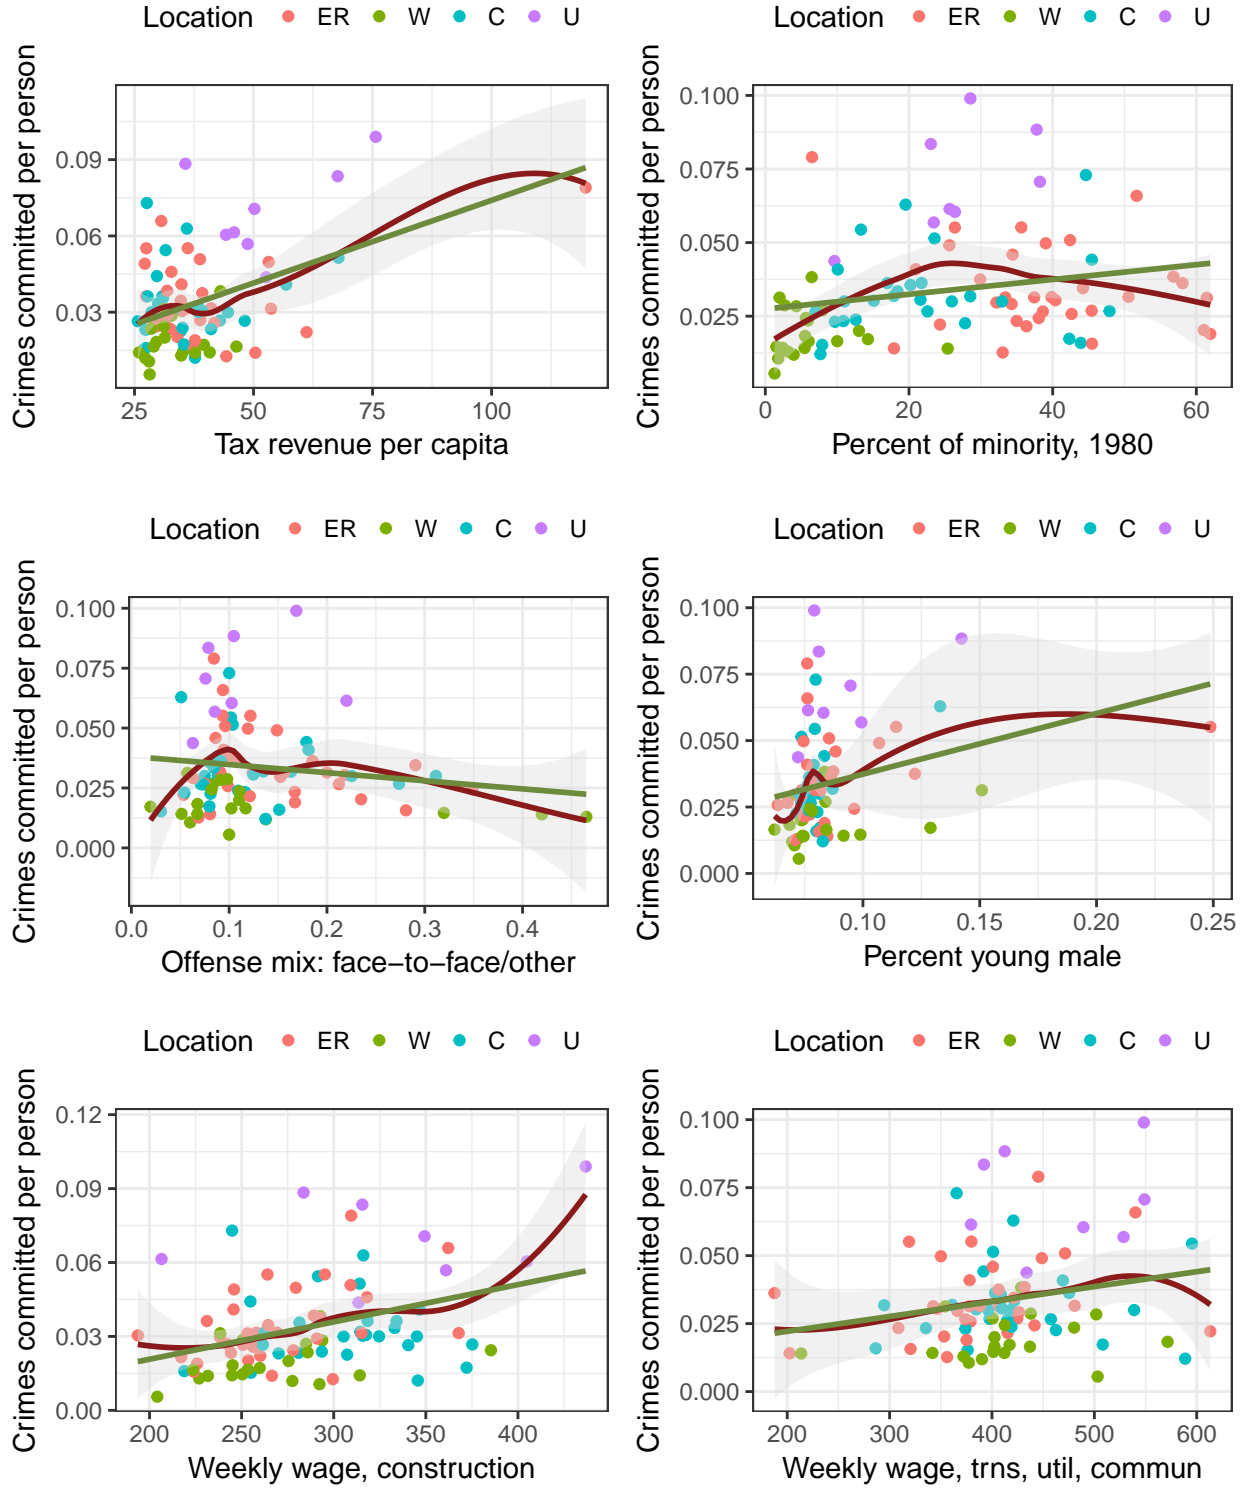 Location ER W C U
Crimes committed per person
0.09
0.06
0.03
25 50 75 100
Tax revenue per capita
Location ER W C U
Crimes committed per person
0.100
0.075
0.050
0.025
0 20 40 60
Percent of minority, 1980
Location ER W C U
Crimes committed per person
0.100
0.075
0.050
0.025
0.000
0.0 0.1 0.2 0.3 0.4
Offense mix: face−to−face/other
Location ER W C U
Crimes committed per person
0.100
0.075
0.050
0.025
0.000
0.10 0.15 0.20 0.25
Percent young male
Location ER W C U
Crimes committed per person
0.12
0.09
0.06
0.03
0.00
200 250 300 350 400
Weekly wage, construction
Location ER W C U
Crimes committed per person
0.100
0.075
0.050
0.025
0.000
200 300 400 500 600
Weekly wage, trns, util, commun